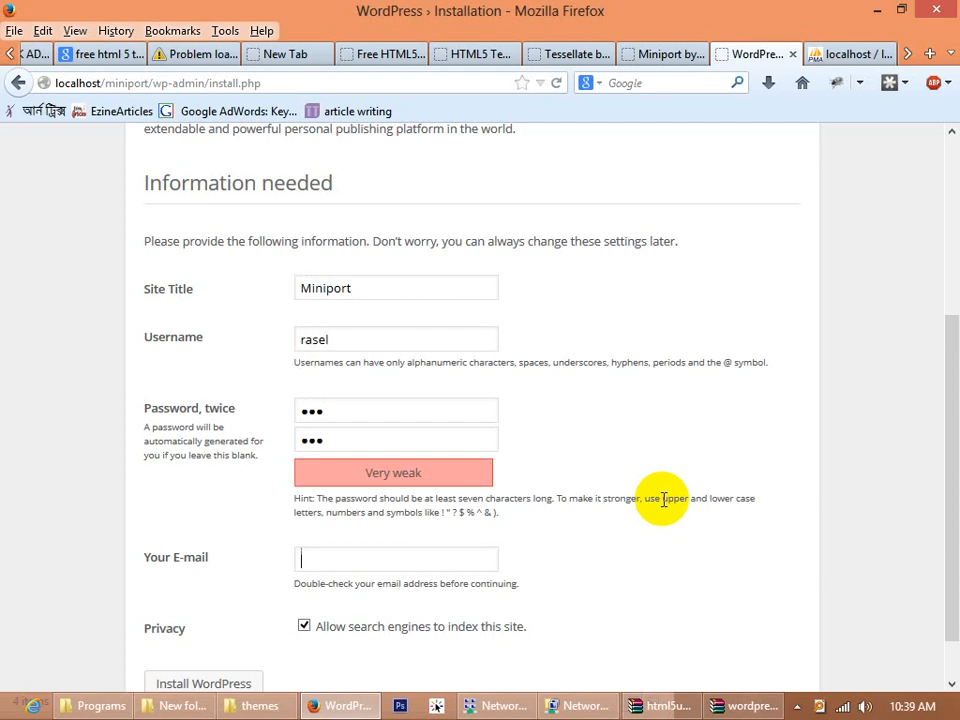 WordPress › Installation - Mozilla Firefox
File Edit View History Bookmarks Tools Help
AD... free html 5 t... Problem loa... New Tab Free HTML5... HTML5 Te... Tessellate b... Miniport by... WordPre... × localhost / l...
localhost/miniport/wp-admin/install.php Google
আর্ন ট্রিক্স EzineArticles Google AdWords: Key... article writing
extendable and powerful personal publishing platform in the world.
Information needed
Please provide the following information. Don't worry, you can always change these settings later.
Site Title Miniport
Username rasel
Usernames can have only alphanumeric characters, spaces, underscores, hyphens, periods and the @ symbol.
Password, twice
A password will be
automatically generated for
you if you leave this blank.
Very weak
Hint: The password should be at least seven characters long. To make it stronger, use upper and lower case
letters, numbers and symbols like ! " ? $ % ^ & ).
Your E-mail
Double-check your email address before continuing.
Privacy Allow search engines to index this site.
Install WordPress
4 items Programs New fol... themes WordPr... Ps Networ... Networ... html5u... wordpre... 10:39 AM